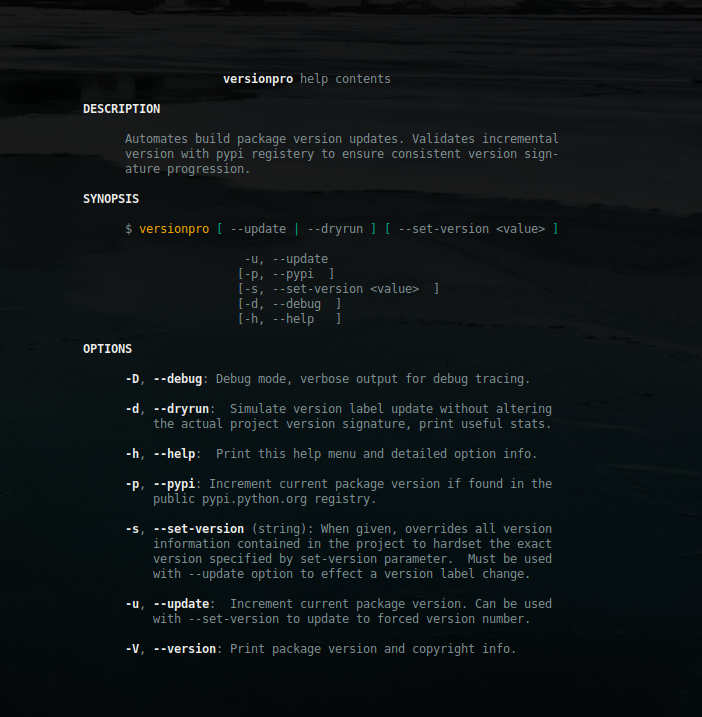 versionpro help contents
DESCRIPTION
Automates build package version updates. Validates incremental
version with pypi registery to ensure consistent version sign-
ature progression.
SYNOPSIS
$ versionpro [ --update | --dryrun ] [ --set-version <value> ]
-u, --update
[-p, --pypi  ]
[-s, --set-version <value>  ]
[-d, --debug  ]
[-h, --help   ]
OPTIONS
-D, --debug: Debug mode, verbose output for debug tracing.
-d, --dryrun:  Simulate version label update without altering
the actual project version signature, print useful stats.
-h, --help:  Print this help menu and detailed option info.
-p, --pypi: Increment current package version if found in the
public pypi.python.org registry.
-s, --set-version (string): When given, overrides all version
information contained in the project to hardset the exact
version specified by set-version parameter.  Must be used
with --update option to effect a version label change.
-u, --update:  Increment current package version. Can be used
with --set-version to update to forced version number.
-V, --version: Print package version and copyright info.